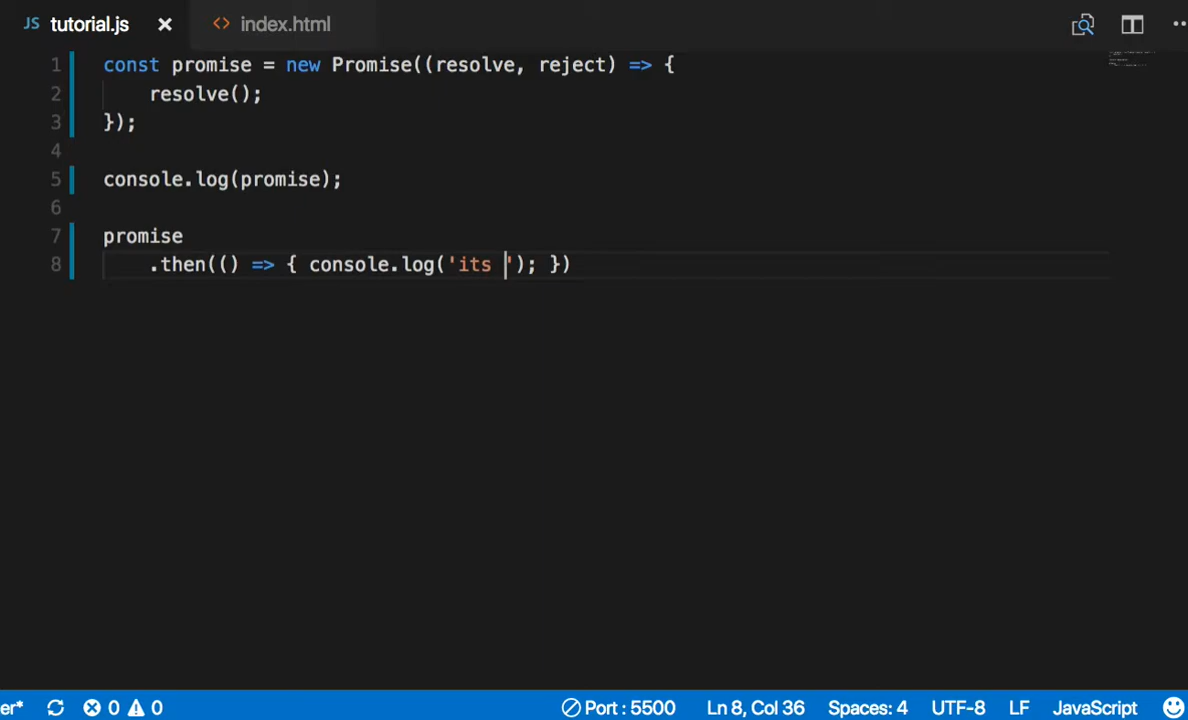 JS tutorial.js × <> index.html
1 const promise = new Promise((resolve, reject) => {
2 resolve();
3 });
4
5 console.log(promise);
6
7 promise
8 .then(() => { console.log('its '); })
er* 0 0 Port : 5500 Ln 8, Col 36 Spaces: 4 UTF-8 LF JavaScript